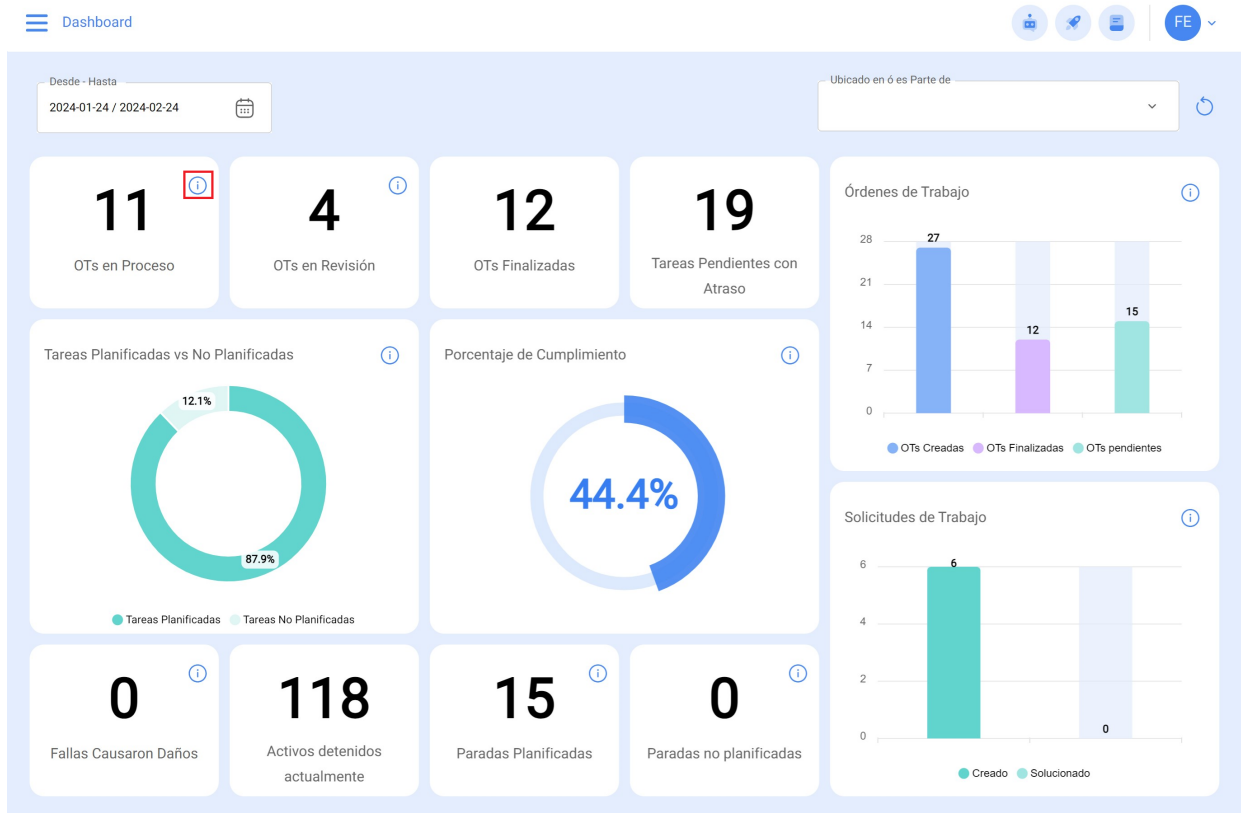 Dashboard
FE
Desde - Hasta
2024-01-24 / 2024-02-24
Ubicado en ó es Parte de
11
OTs en Proceso
4
OTs en Revisión
12
OTs Finalizadas
19
Tareas Pendientes con
Atraso
Órdenes de Trabajo
28
21
14
7
0
27
12
15
OTs Creadas
OTs Finalizadas
OTs pendientes
Tareas Planificadas vs No Planificadas
12.1%
87.9%
Tareas Planificadas
Tareas No Planificadas
Porcentaje de Cumplimiento
44.4%
Solicitudes de Trabajo
6
4
2
0
6
0
Creado
Solucionado
0
Fallas Causaron Daños
118
Activos detenidos
actualmente
15
Paradas Planificadas
0
Paradas no planificadas